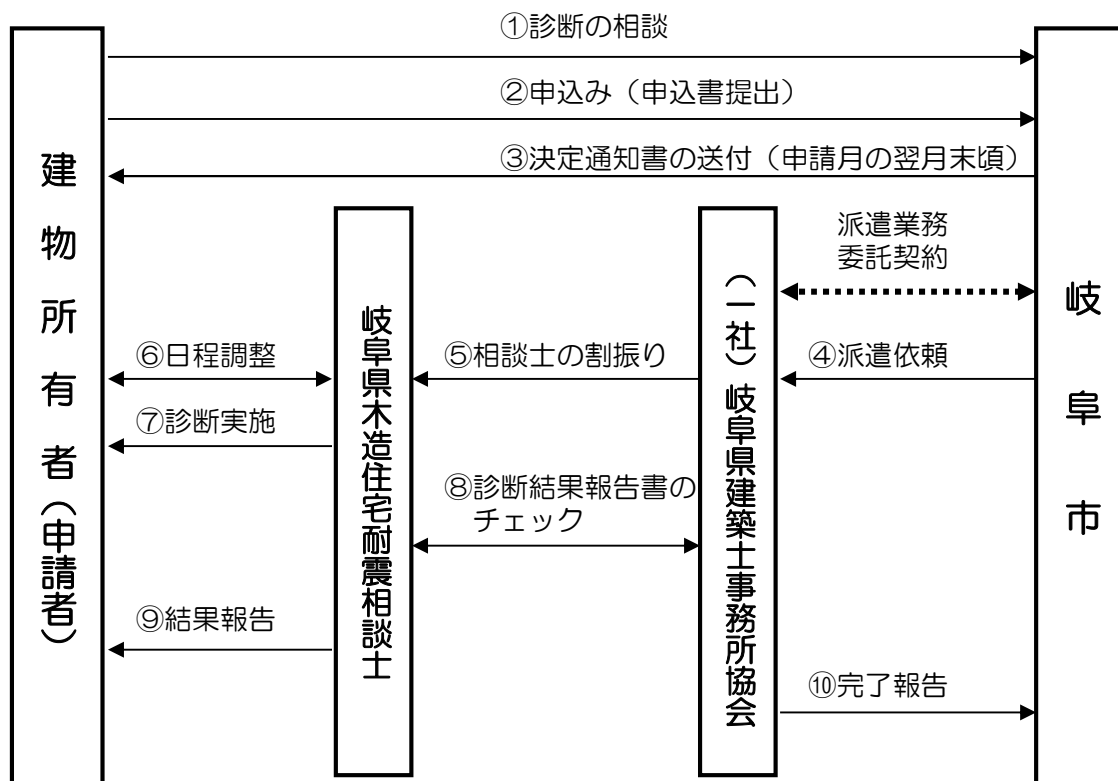 ①診断の相談
②申込み（申込書提出）
③決定通知書の送付（申請月の翌月末頃）
建物所有者（申請者）
岐阜県木造住宅耐震相談士
（一社）岐阜県建築士事務所協会
岐阜市
派遣業務
委託契約
⑥日程調整
⑤相談士の割振り
④派遣依頼
⑦診断実施
⑧診断結果報告書の
チェック
⑨結果報告
⑩完了報告